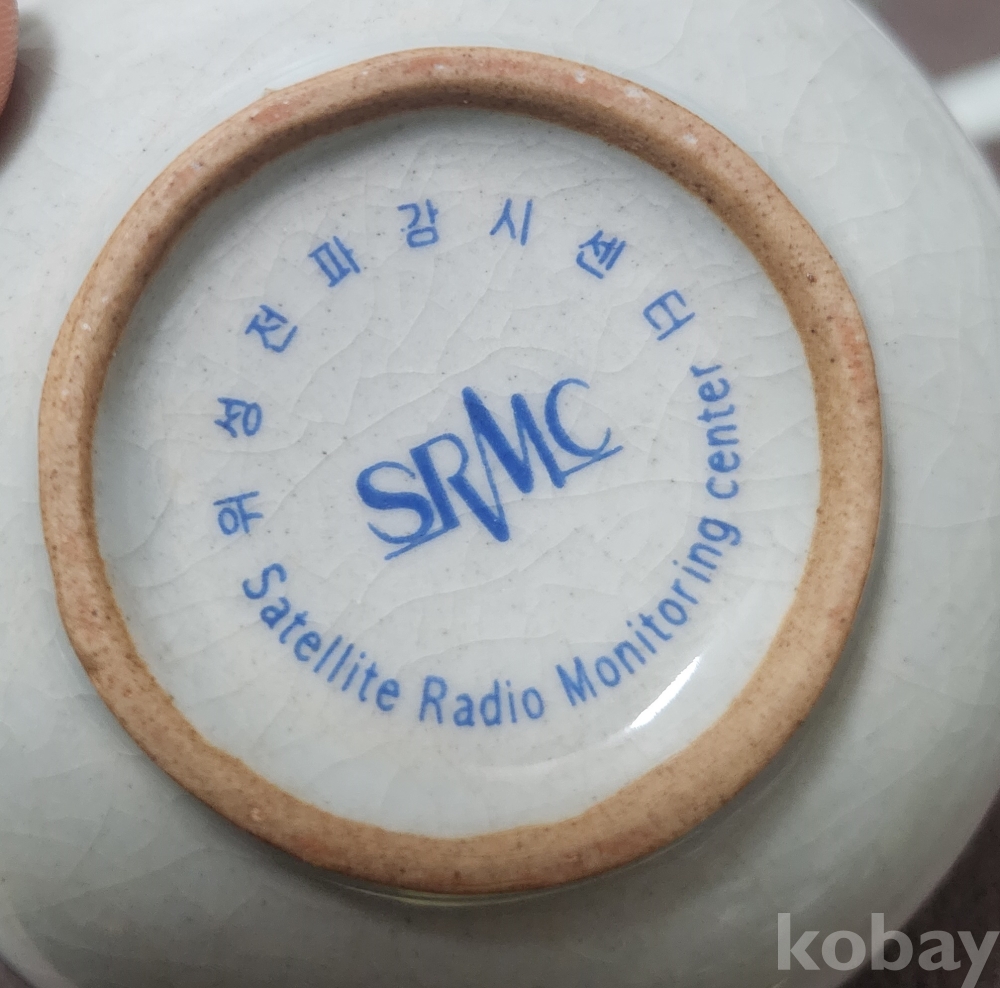 위성전파감시센터
SRMC
Satellite Radio Monitoring center
kobay